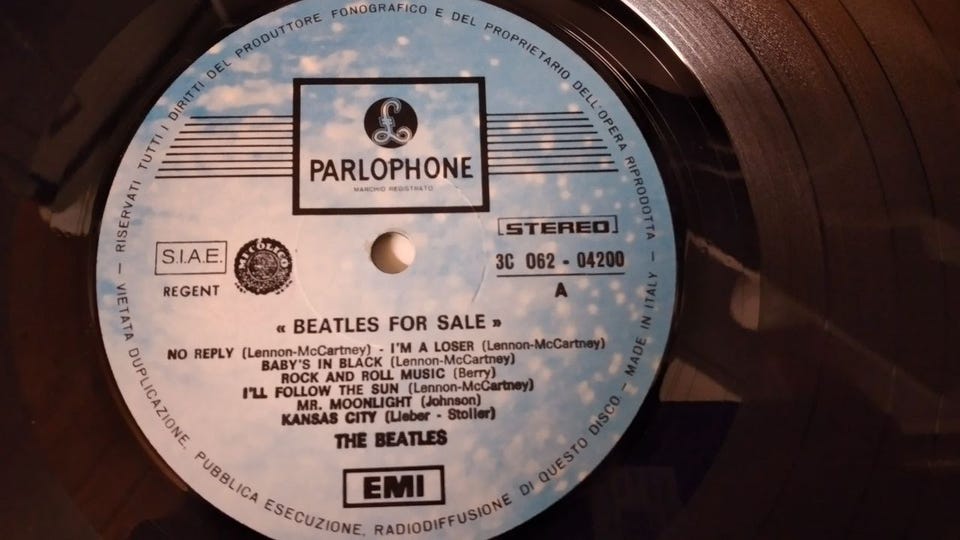 RISERVATI TUTTI I DIRITTI DEL PRODUTTORE FONOGRAFICO E DEL PROPRIETARIO DELL'OPERA RIPRODOTTA
£
PARLOPHONE
MARCHIO REGISTRATO
STEREO
3C 062 - 04200
A
S.I.A.E.
REGENT
« BEATLES FOR SALE »
NO REPLY (Lennon-McCartney) - I'M A LOSER (Lennon-McCartney)
BABY'S IN BLACK (Lennon-McCartney)
ROCK AND ROLL MUSIC (Berry)
I'LL FOLLOW THE SUN (Lennon-McCartney)
MR. MOONLIGHT (Johnson)
KANSAS CITY (Lieber - Stoller)
THE BEATLES
EMI
— VIETATA DUPLICAZIONE, PUBBLICA ESECUZIONE, RADIODIFFUSIONE DI QUESTO DISCO. — MADE IN ITALY —